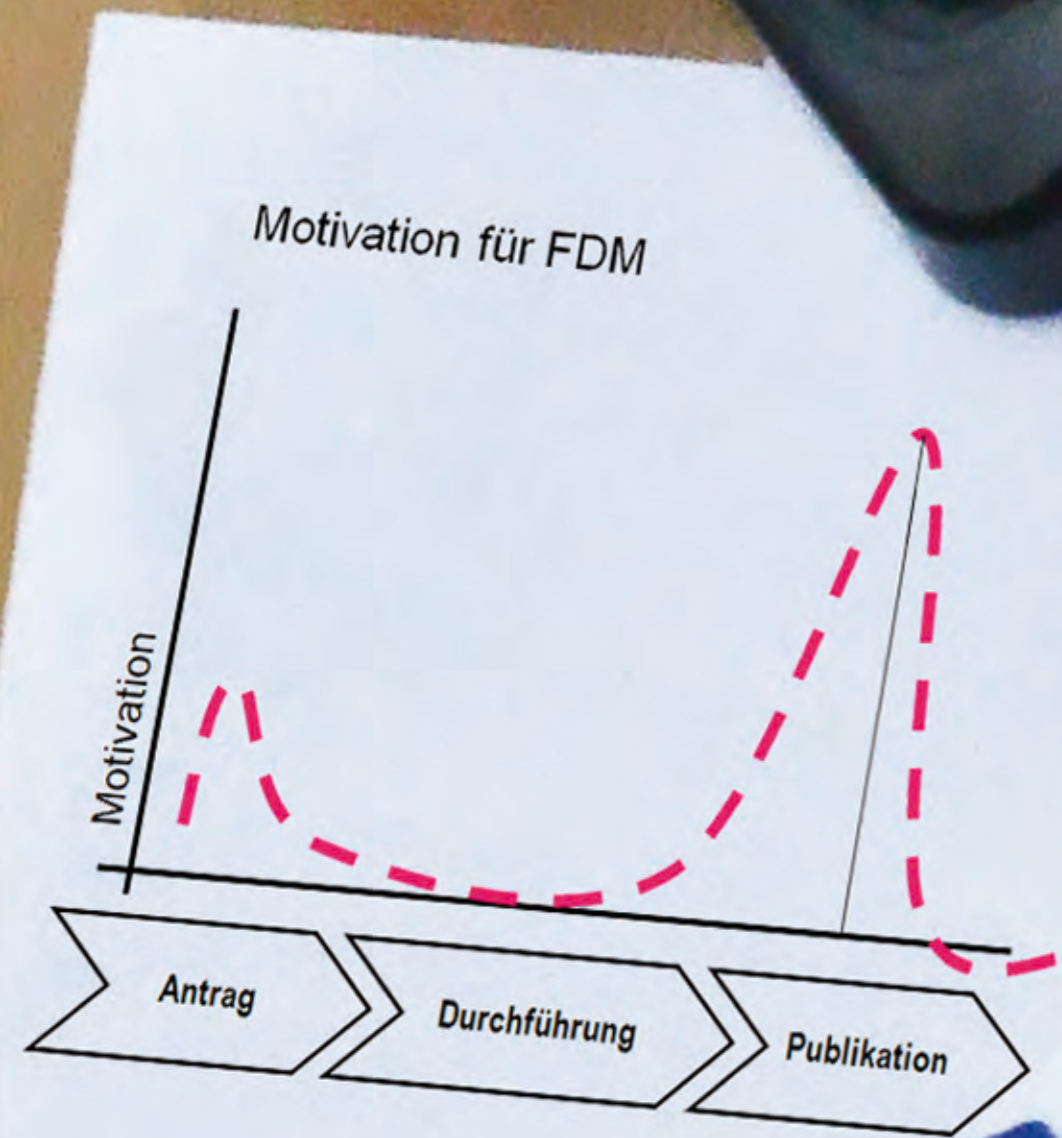 Motivation für FDM
Motivation
Antrag
Durchführung
Publikation